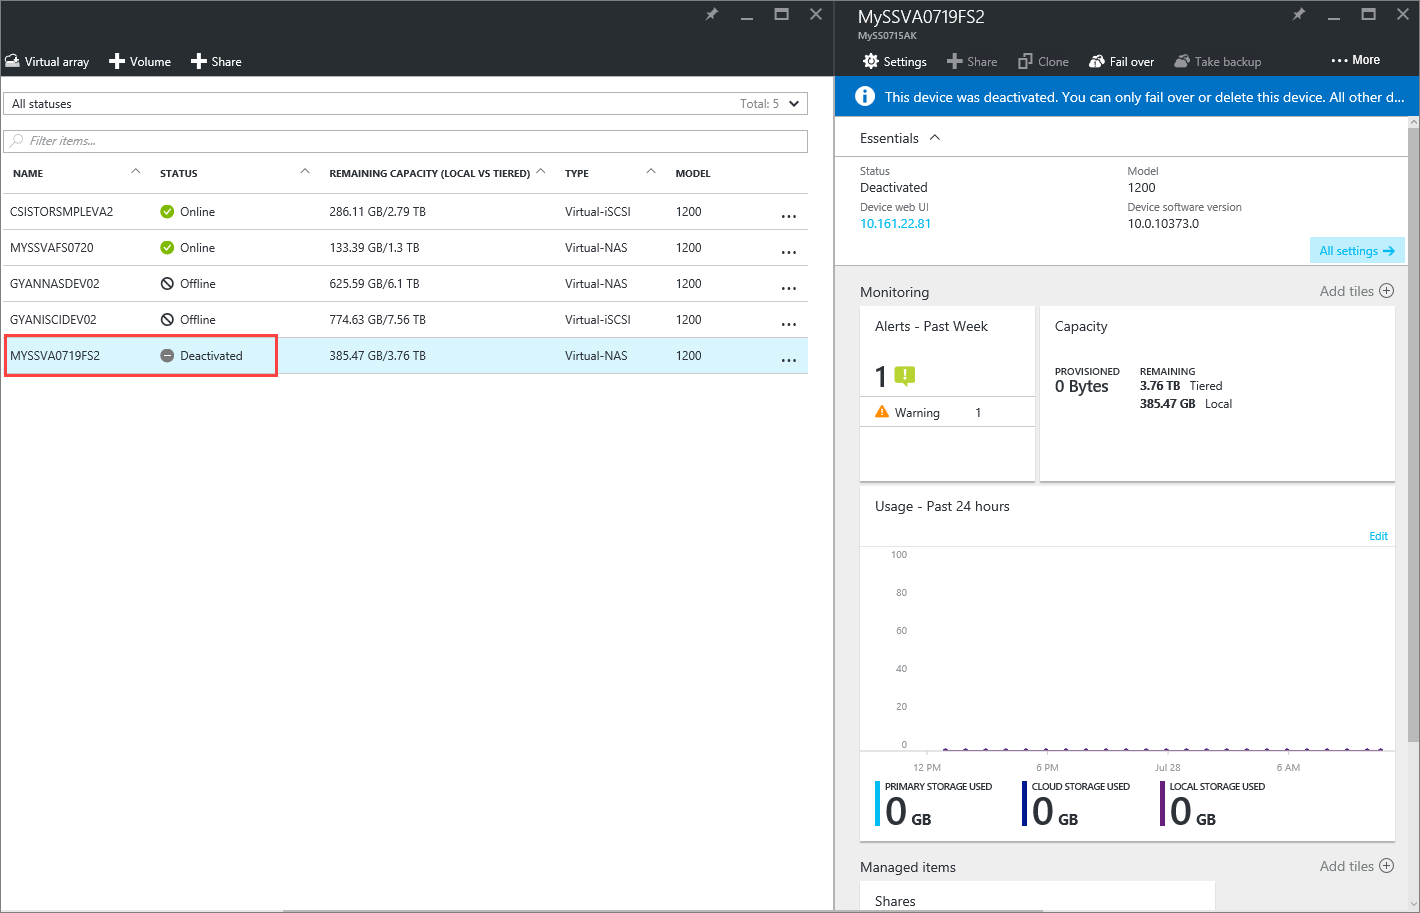 Virtual array
Volume
Share
All statuses
Total: 5
Filter items...
NAME
STATUS
REMAINING CAPACITY (LOCAL VS TIERED)
TYPE
MODEL
CSISTORSMPLEVA2 Online 286.11 GB/2.79 TB Virtual-iSCSI 1200 ...
MYSSVAFS0720 Online 133.39 GB/1.3 TB Virtual-NAS 1200 ...
GYANNASDEV02 Offline 625.59 GB/6.1 TB Virtual-NAS 1200 ...
GYANISCIDEV02 Offline 774.63 GB/7.56 TB Virtual-iSCSI 1200 ...
MYSSVA0719FS2 Deactivated 385.47 GB/3.76 TB Virtual-NAS 1200 ...
MySSVA0719FS2
MySS0715AK
Settings
Share
Clone
Fail over
Take backup
... More
This device was deactivated. You can only fail over or delete this device. All other d...
Essentials
Status
Deactivated
Device web UI
10.161.22.81
Model
1200
Device software version
10.0.10373.0
All settings
Monitoring
Add tiles
Alerts - Past Week
1
Warning 1
Capacity
PROVISIONED
0 Bytes
REMAINING
3.76 TB Tiered
385.47 GB Local
Usage - Past 24 hours
Edit
100
80
60
40
20
0
12 PM
6 PM
Jul 28
6 AM
PRIMARY STORAGE USED
0 GB
CLOUD STORAGE USED
0 GB
LOCAL STORAGE USED
0 GB
Managed items
Add tiles
Shares